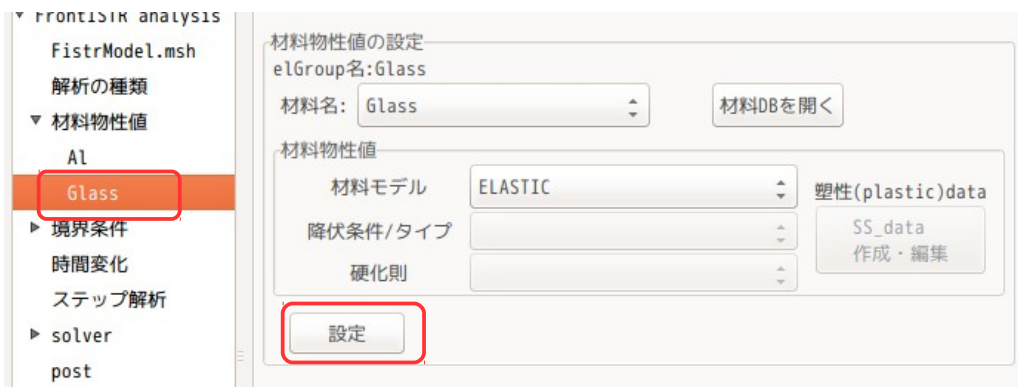 FrontISTR analysis
FistrModel.msh
解析の種類
材料物性値
Al
Glass
境界条件
時間変化
ステップ解析
solver
post
材料物性値の設定
elGroup名:Glass
材料名: Glass 材料DBを開く
材料物性値
材料モデル ELASTIC
塑性(plastic)data
降伏条件/タイプ
SS_data
作成・編集
硬化則
設定